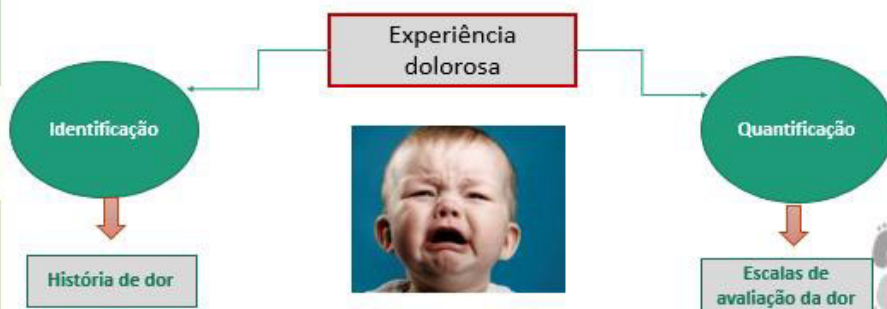 Experiência
dolorosa
Identificação
Quantificação
História de dor
Escalas de
avaliação da dor